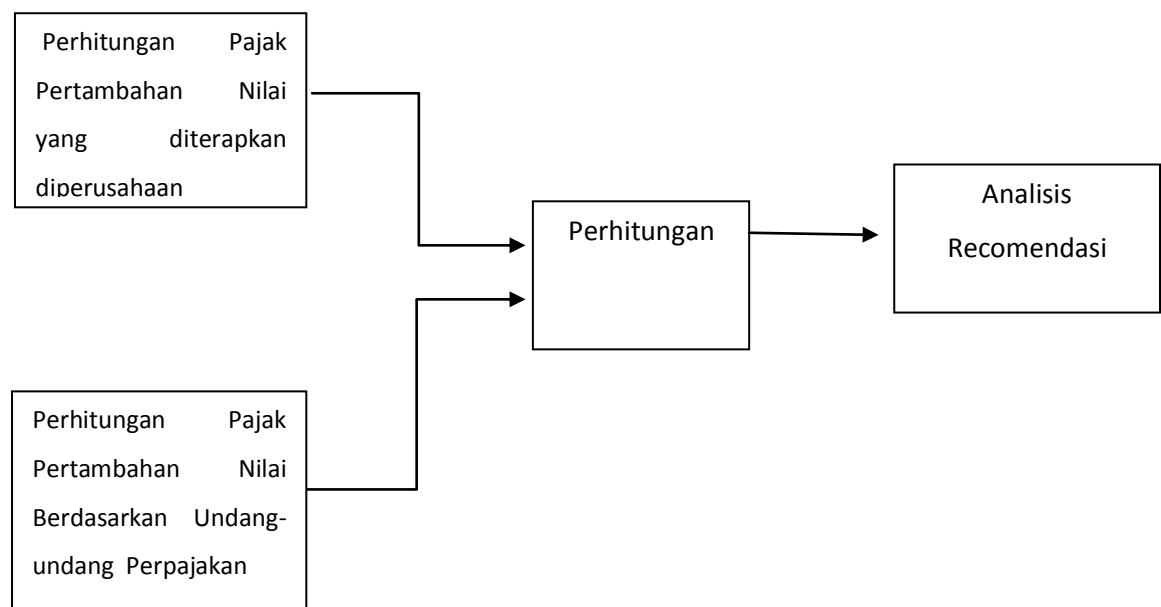 Perhitungan Pajak
Pertambahan Nilai
yang diterapkan
diperusahaan
Perhitungan Pajak
Pertambahan Nilai
Berdasarkan Undang-
undang Perpajakan
Perhitungan
Analisis
Recomendasi